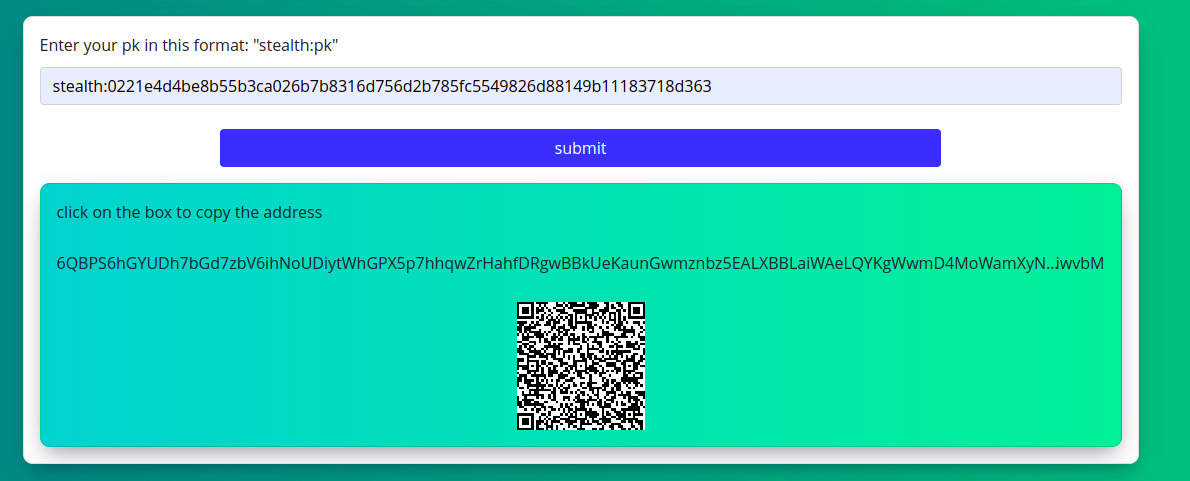 Enter your pk in this format: "stealth:pk"
stealth:0221e4d4be8b55b3ca026b7b8316d756d2b785fc5549826d88149b11183718d363
submit
click on the box to copy the address
6QBPS6hGYUDh7bGd7zbV6ihNoUDiytWhGPX5p7hhqwZrHahfDRgwBBkUeKaunGwmznbz5EALXBBLaiWAeLQYKgWwmD4MoWamXyN...iwvbM